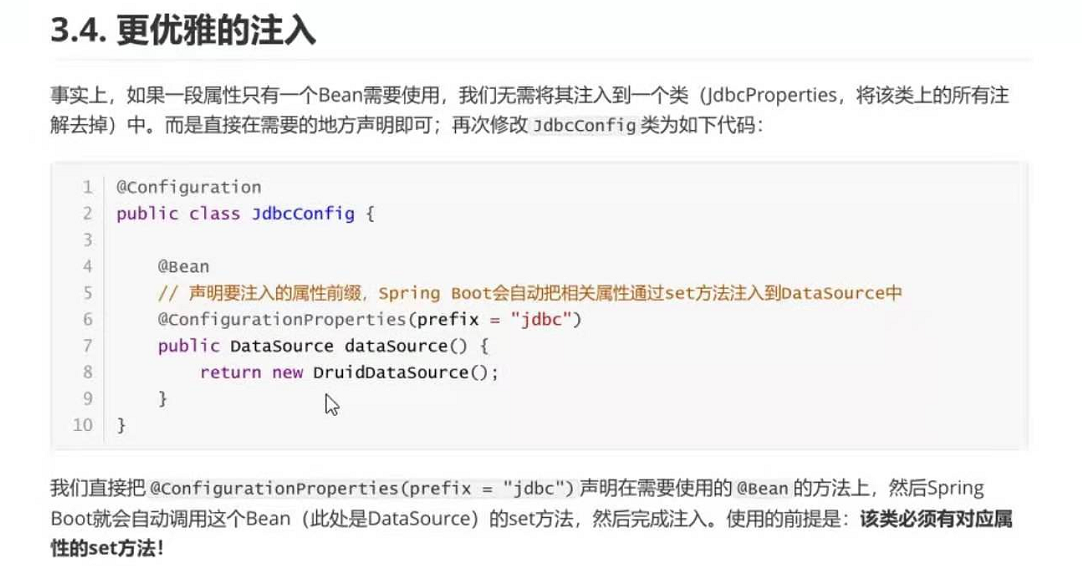 3.4. 更优雅的注入
事实上，如果一段属性只有一个Bean需要使用，我们无需将其注入到一个类（JdbcProperties，将该类上的所有注
解去掉）中。而是直接在需要的地方声明即可；再次修改 JdbcConfig 类为如下代码：
1 @Configuration
2 public class JdbcConfig {
3
4     @Bean
5     // 声明要注入的属性前缀，Spring Boot会自动把相关属性通过set方法注入到DataSource中
6     @ConfigurationProperties(prefix = "jdbc")
7     public DataSource dataSource() {
8         return new DruidDataSource();
9     }
10 }
我们直接把 @ConfigurationProperties(prefix = "jdbc") 声明在需要使用的 @Bean 的方法上，然后Spring
Boot就会自动调用这个Bean（此处是DataSource）的set方法，然后完成注入。使用的前提是：该类必须有对应属
性的set方法！